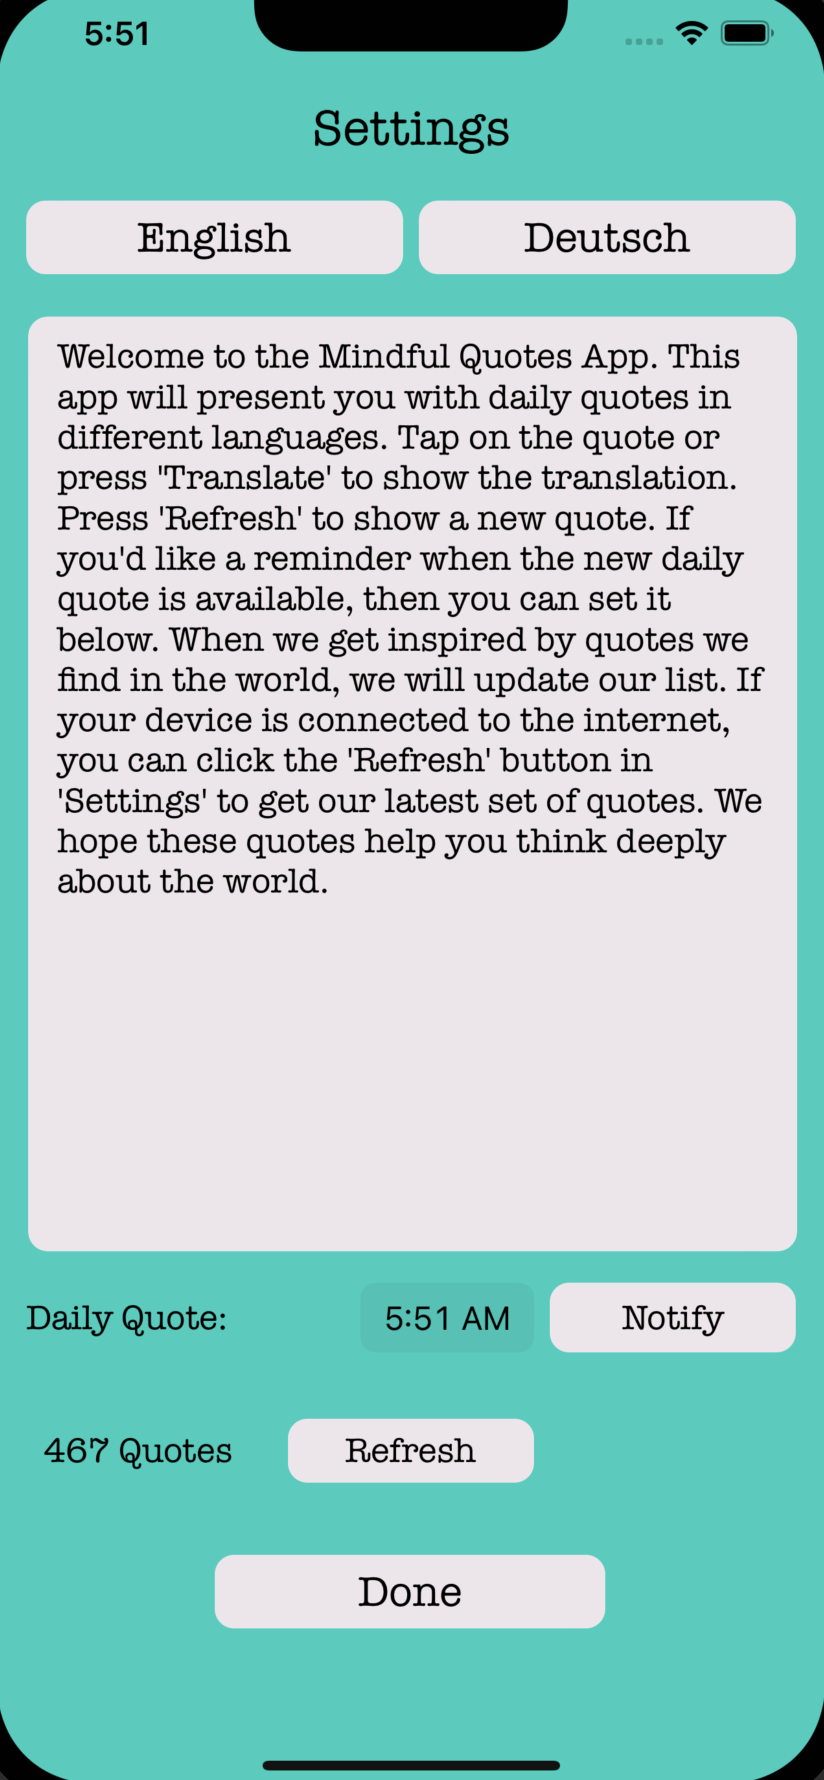 5:51
Settings
English Deutsch
Welcome to the Mindful Quotes App. This
app will present you with daily quotes in
different languages. Tap on the quote or
press 'Translate' to show the translation.
Press 'Refresh' to show a new quote. If
you'd like a reminder when the new daily
quote is available, then you can set it
below. When we get inspired by quotes we
find in the world, we will update our list. If
your device is connected to the internet,
you can click the 'Refresh' button in
'Settings' to get our latest set of quotes. We
hope these quotes help you think deeply
about the world.
Daily Quote: 5:51 AM Notify
467 Quotes Refresh
Done